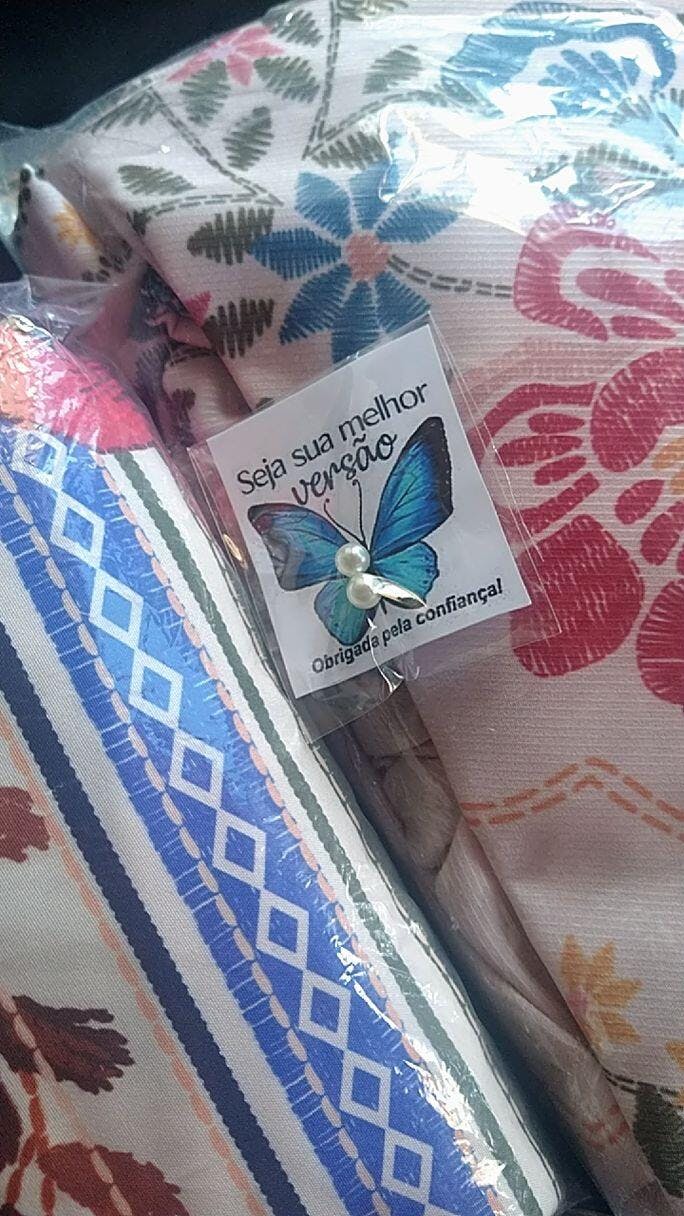 Seja sua melhor
versão
Obrigada pela confiança!